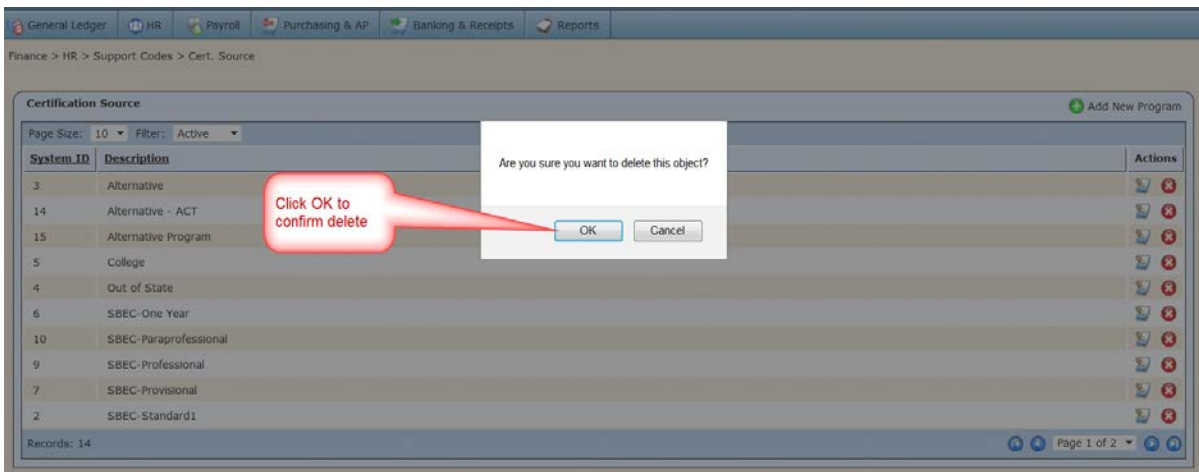 General Ledger HR Payroll Purchasing & AP Banking & Receipts Reports
Finance > HR > Support Codes > Cert. Source
Certification Source Add New Program
Page Size: 10 Filter: Active
System ID Description Actions
Are you sure you want to delete this object?
OK Cancel
Click OK to
confirm delete
3 Alternative
14 Alternative - ACT
15 Alternative Program
5 College
4 Out of State
6 SBEC-One Year
10 SBEC-Paraprofessional
9 SBEC-Professional
7 SBEC-Provisional
2 SBEC-Standard1
Records: 14 Page 1 of 2